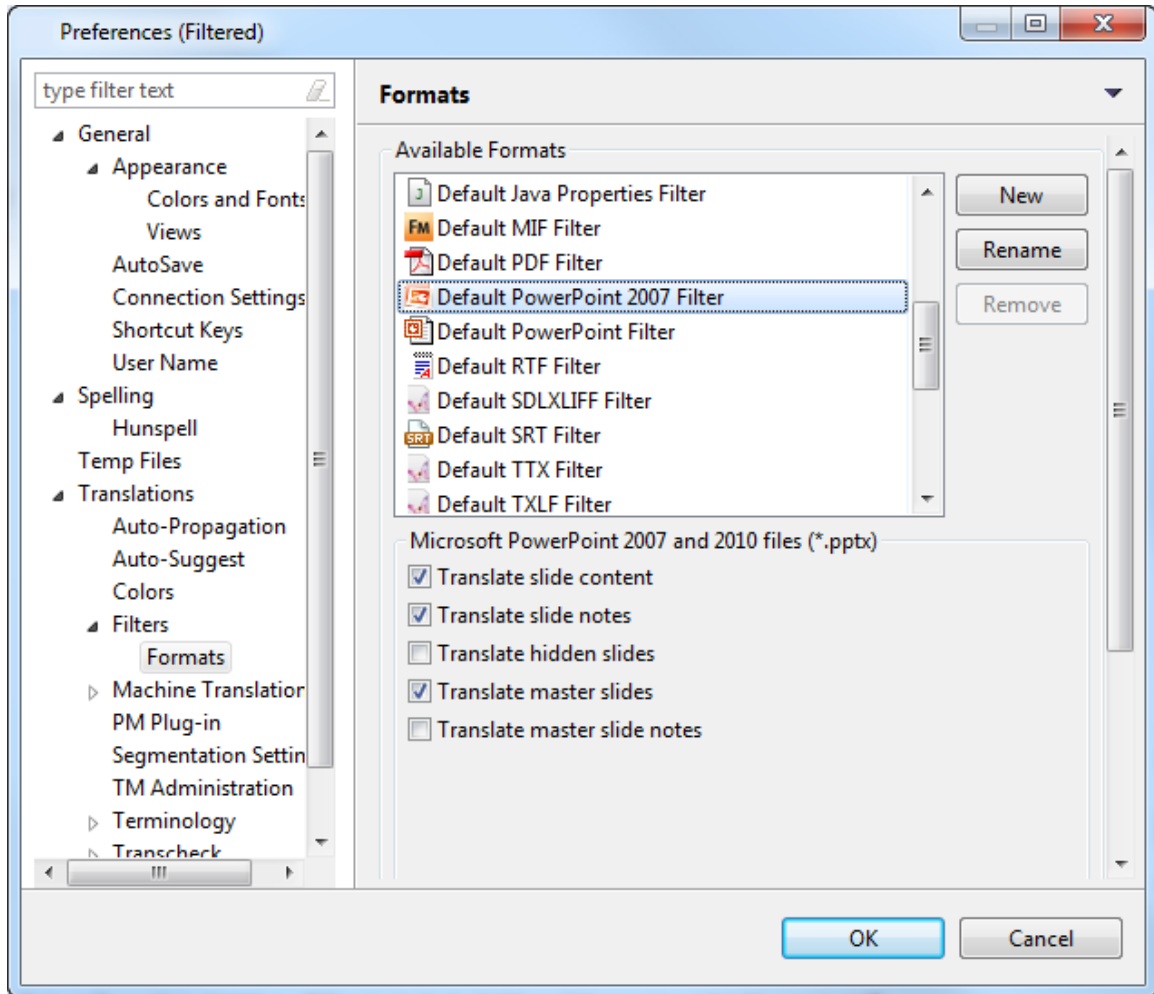 Preferences (Filtered)
type filter text
General
Appearance
Colors and Fonts
Views
AutoSave
Connection Settings
Shortcut Keys
User Name
Spelling
Hunspell
Temp Files
Translations
Auto-Propagation
Auto-Suggest
Colors
Filters
Formats
Machine Translation
PM Plug-in
Segmentation Settin
TM Administration
Terminology
Transcheck
Formats
Available Formats
J Default Java Properties Filter
FM Default MIF Filter
Default PDF Filter
Default PowerPoint 2007 Filter
Default PowerPoint Filter
Default RTF Filter
Default SDLXLIFF Filter
SRT Default SRT Filter
Default TTX Filter
Default TXLF Filter
New
Rename
Remove
Microsoft PowerPoint 2007 and 2010 files (*.pptx)
Translate slide content
Translate slide notes
Translate hidden slides
Translate master slides
Translate master slide notes
OK
Cancel